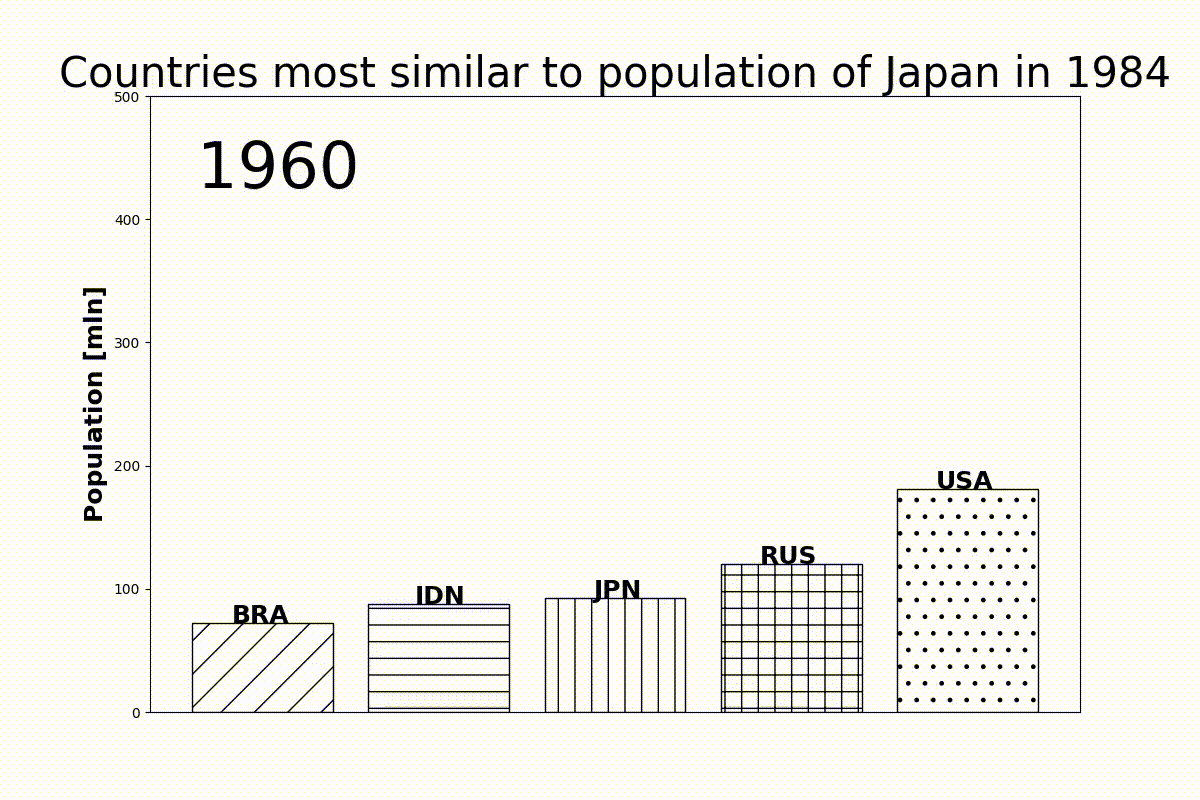 Countries most similar to population of Japan in 1984
500
1960
400
300
Population [mln]
200
USA
RUS
100
JPN
IDN
BRA
0